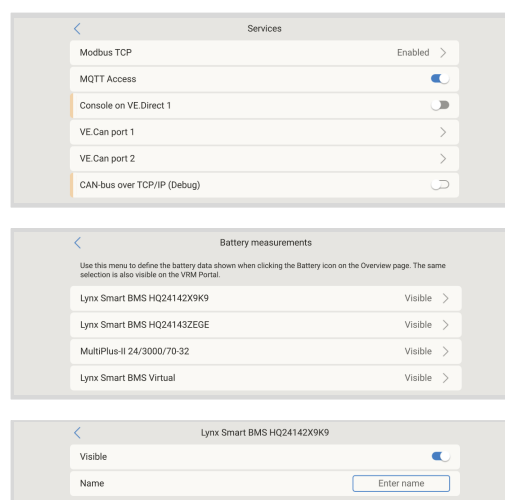 Services
Modbus TCP Enabled
MQTT Access
Console on VE.Direct 1
VE.Can port 1
VE.Can port 2
CAN-bus over TCP/IP (Debug)
Battery measurements
Use this menu to define the battery data shown when clicking the Battery icon on the Overview page. The same
selection is also visible on the VRM Portal.
Lynx Smart BMS HQ24142X9K9 Visible
Lynx Smart BMS HQ24143ZEGE Visible
MultiPlus-II 24/3000/70-32 Visible
Lynx Smart BMS Virtual Visible
Lynx Smart BMS HQ24142X9K9
Visible
Name Enter name